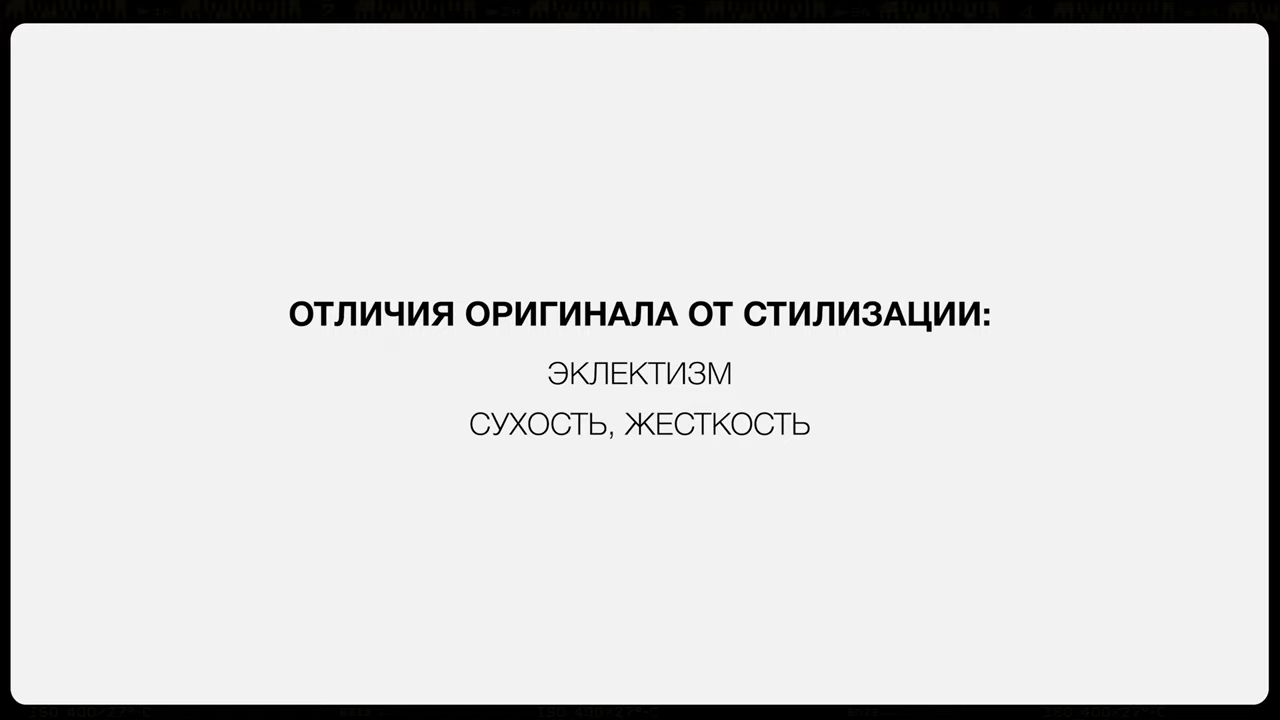 ОТЛИЧИЯ ОРИГИНАЛА ОТ СТИЛИЗАЦИИ:
ЭКЛЕКТИЗМ
СУХОСТЬ, ЖЕСТКОСТЬ